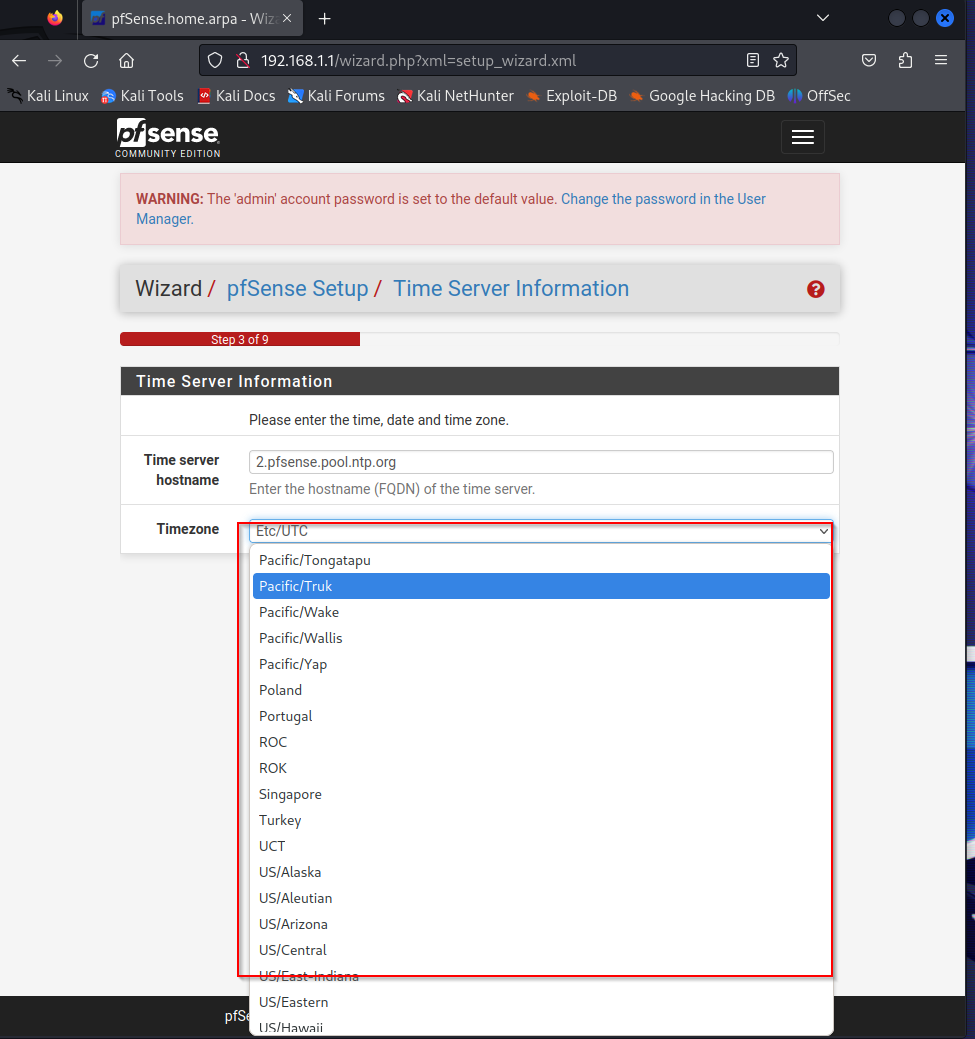 pfSense.home.arpa - Wiz
192.168.1.1/wizard.php?xml=setup_wizard.xml
Kali Linux Kali Tools Kali Docs Kali Forums Kali NetHunter Exploit-DB Google Hacking DB OffSec
pfsense
COMMUNITY EDITION
WARNING: The 'admin' account password is set to the default value. Change the password in the User
Manager.
Wizard / pfSense Setup / Time Server Information
Step 3 of 9
Time Server Information
Please enter the time, date and time zone.
Time server
hostname
2.pfsense.pool.ntp.org
Enter the hostname (FQDN) of the time server.
Timezone
Etc/UTC
Pacific/Tongatapu
Pacific/Truk
Pacific/Wake
Pacific/Wallis
Pacific/Yap
Poland
Portugal
ROC
ROK
Singapore
Turkey
UCT
US/Alaska
US/Aleutian
US/Arizona
US/Central
US/East-Indiana
US/Eastern
US/Hawaii
pfS